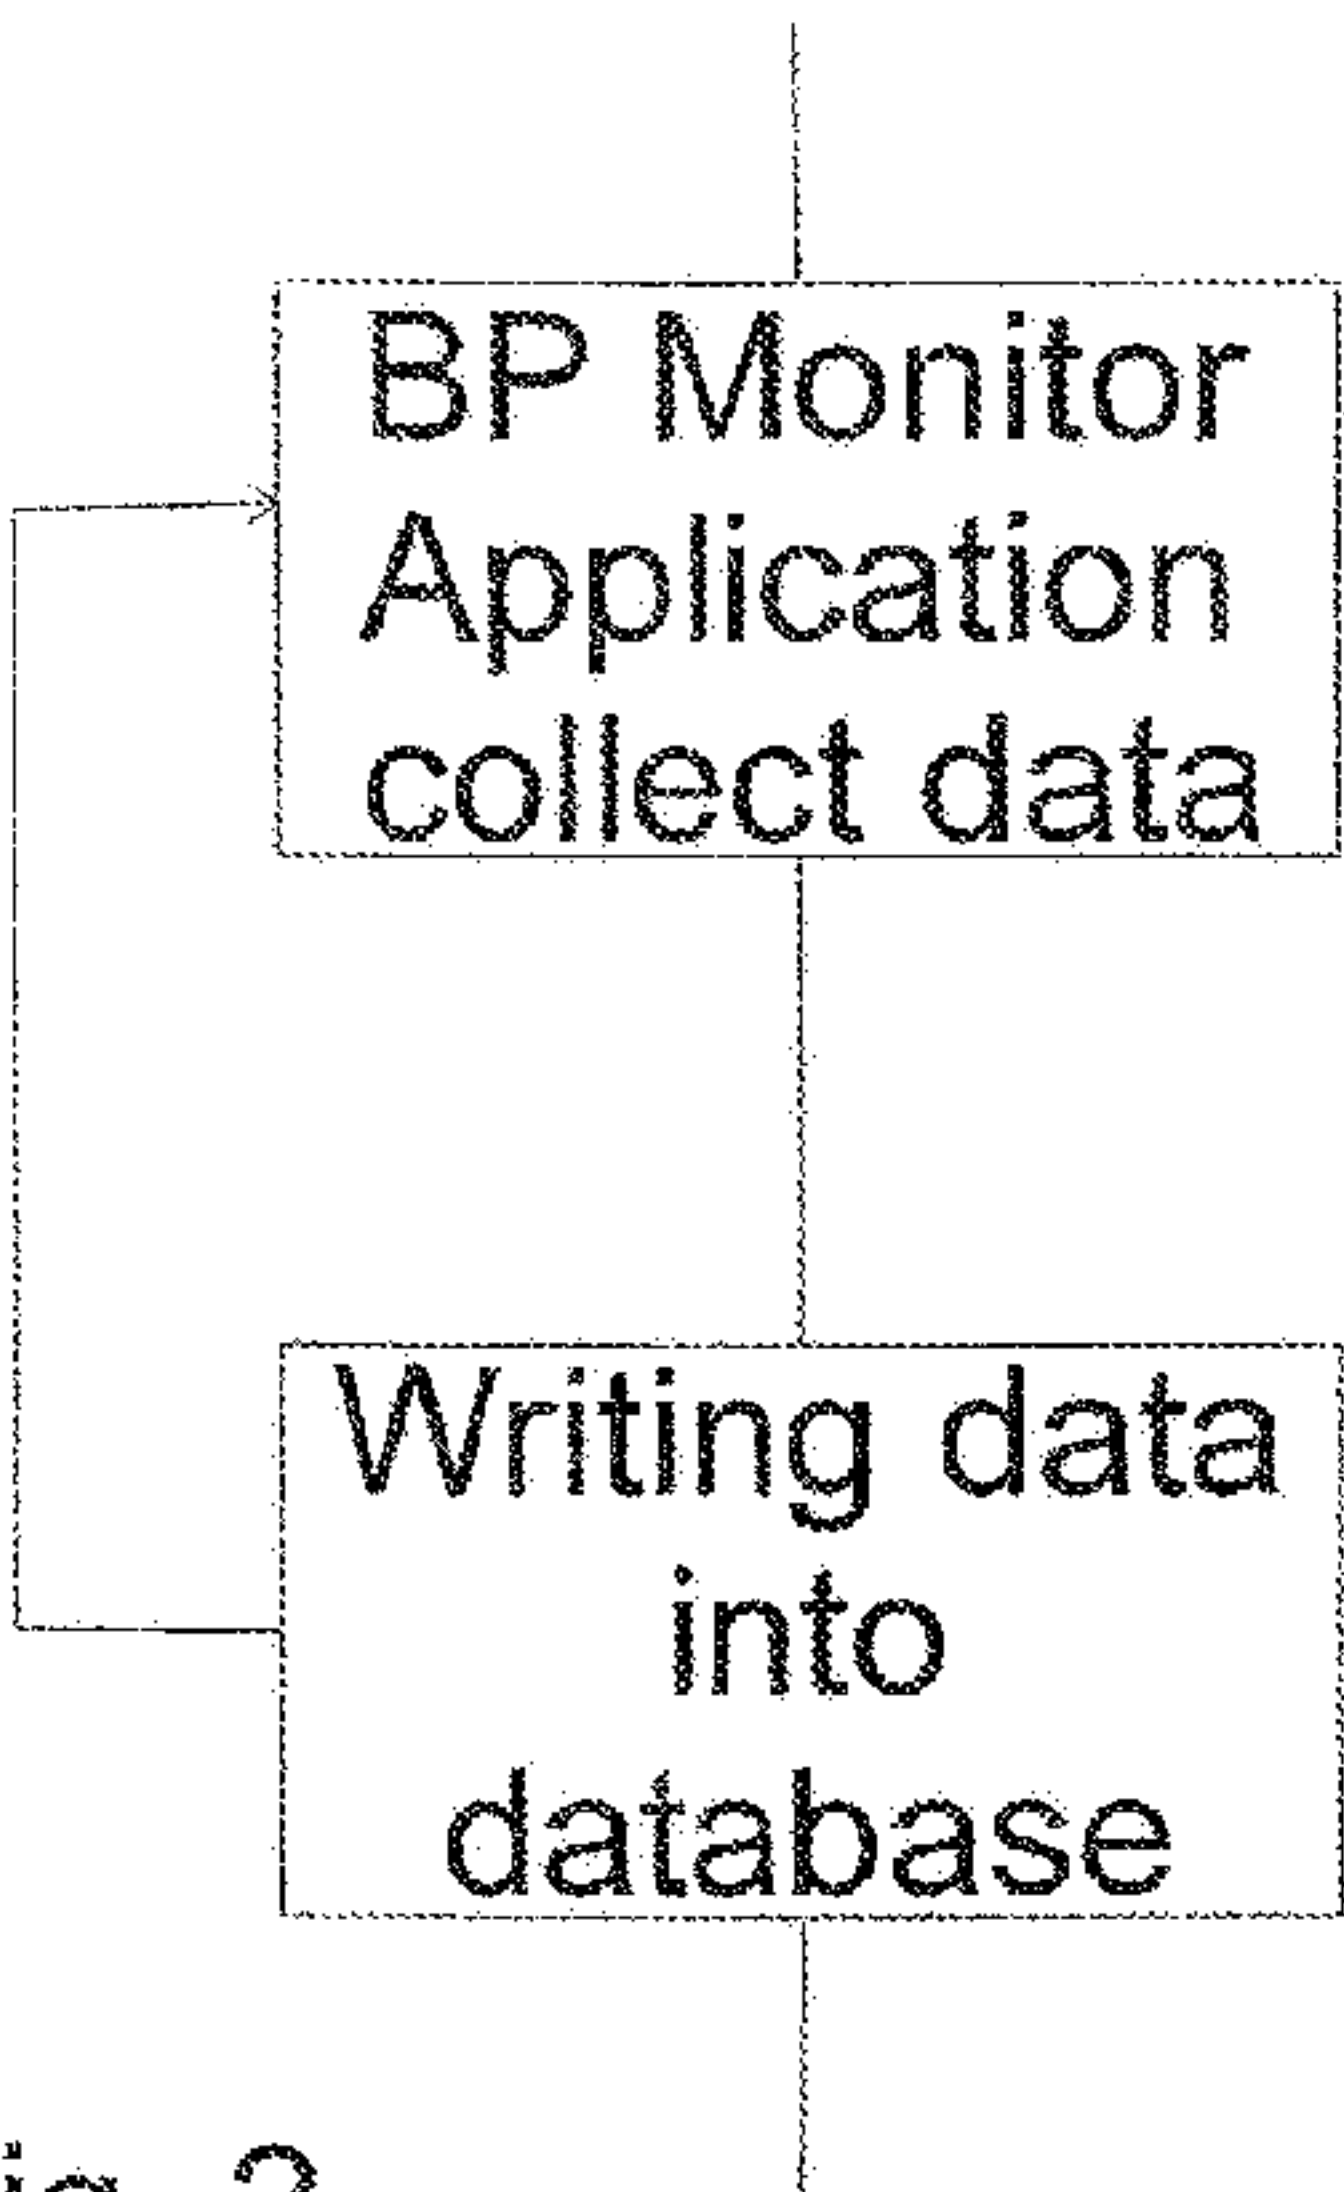 BP Monitor
Application
collect data
Writing data
into
database